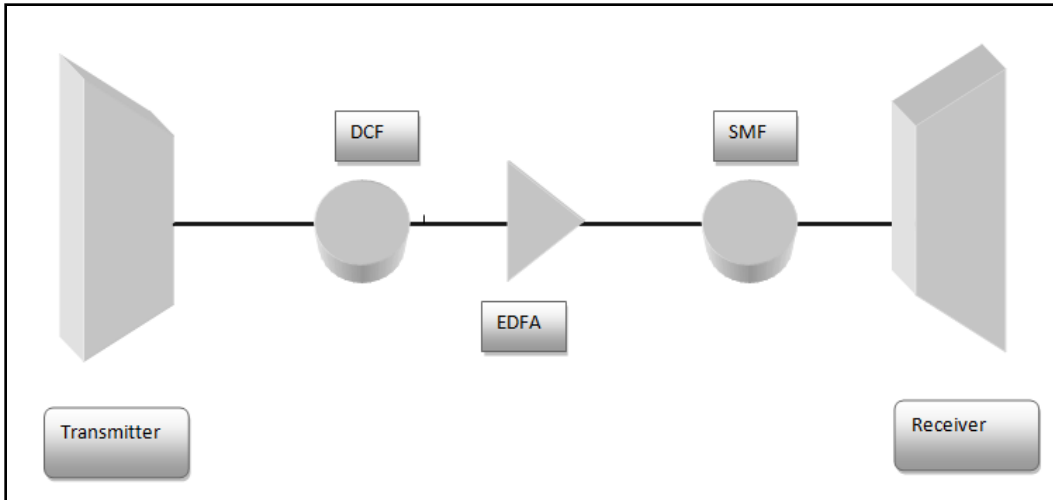 DCF
SMF
EDFA
Transmitter
Receiver